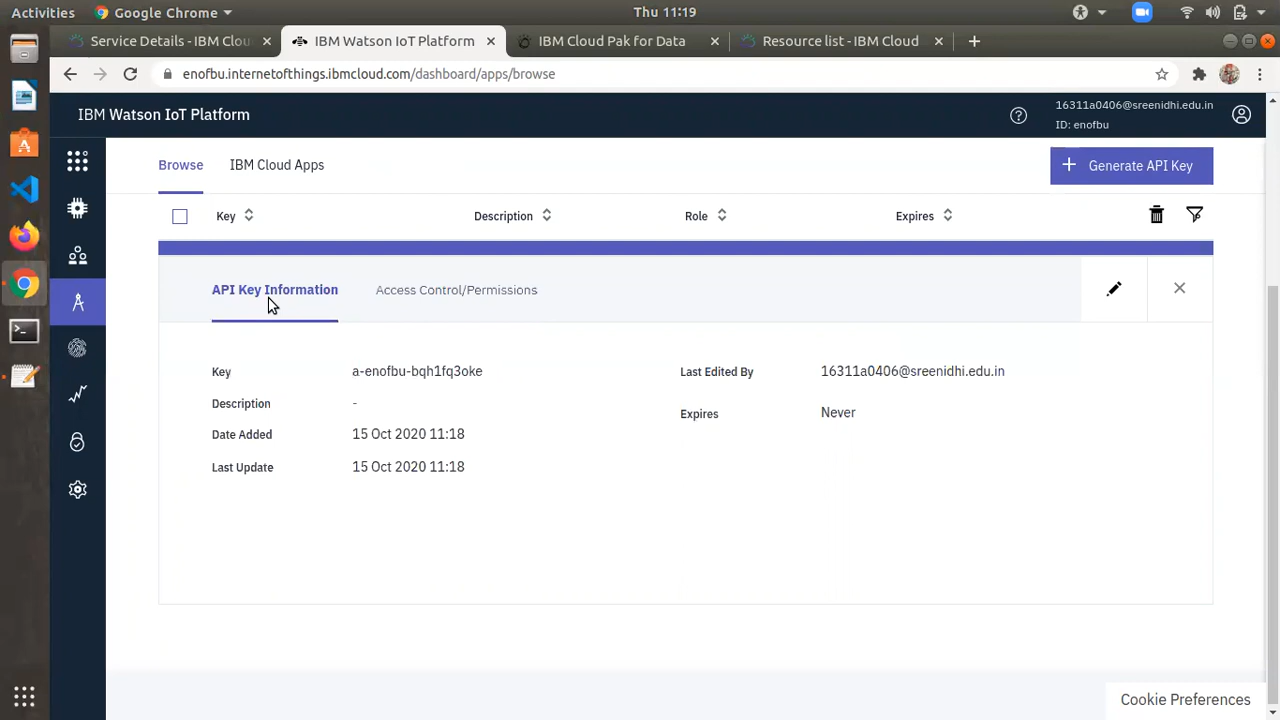 Activities Google Chrome Thu 11:19
Service Details - IBM Clou IBM Watson IoT Platform IBM Cloud Pak for Data Resource list - IBM Cloud
enofbu.internetofthings.ibmcloud.com/dashboard/apps/browse
IBM Watson IoT Platform
16311a0406@sreenidhi.edu.in
ID: enofbu
Browse IBM Cloud Apps Generate API Key
Key Description Role Expires
API Key Information Access Control/Permissions
Key a-enofbu-bqh1fq3oke Last Edited By 16311a0406@sreenidhi.edu.in
Description - Expires Never
Date Added 15 Oct 2020 11:18
Last Update 15 Oct 2020 11:18
Cookie Preferences